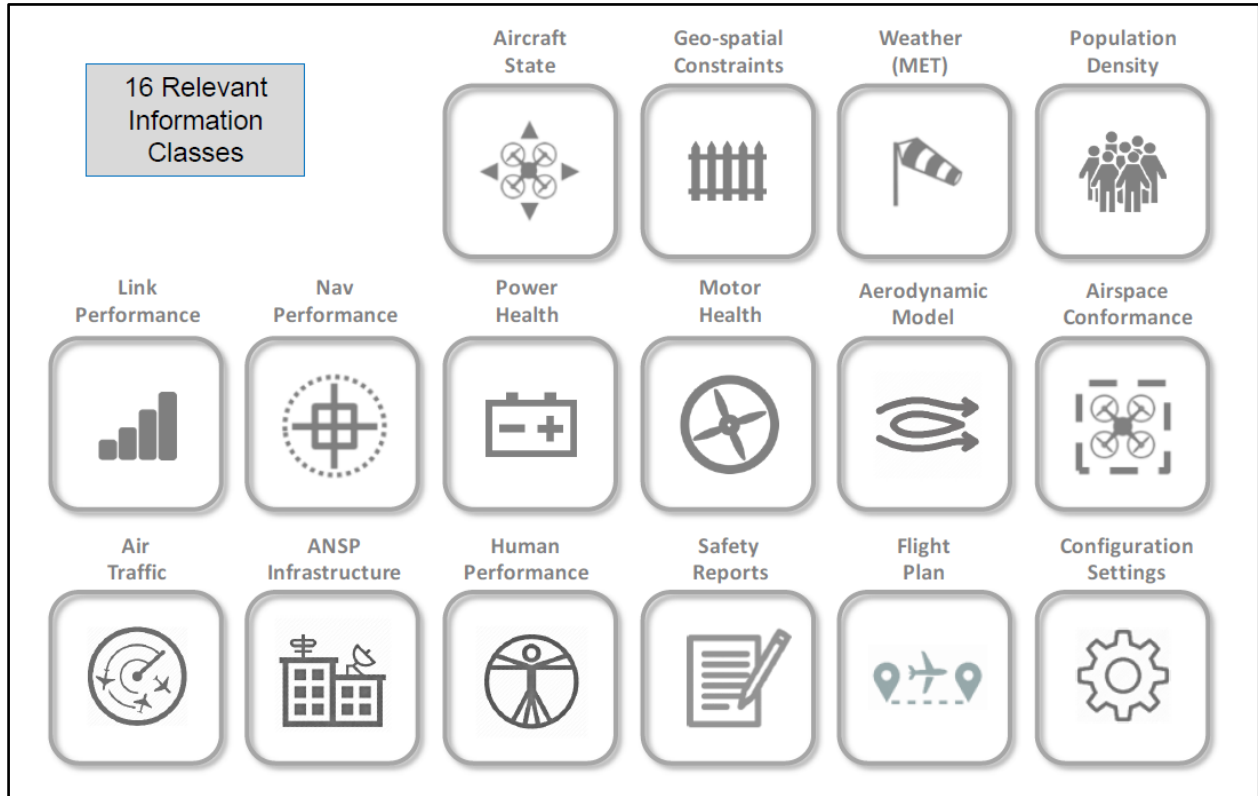 16 Relevant
Information
Classes
Aircraft
State
Geo-spatial
Constraints
Weather
(MET)
Population
Density
Link
Performance
Nav
Performance
Power
Health
Motor
Health
Aerodynamic
Model
Airspace
Conformance
Air
Traffic
ANSP
Infrastructure
Human
Performance
Safety
Reports
Flight
Plan
Configuration
Settings